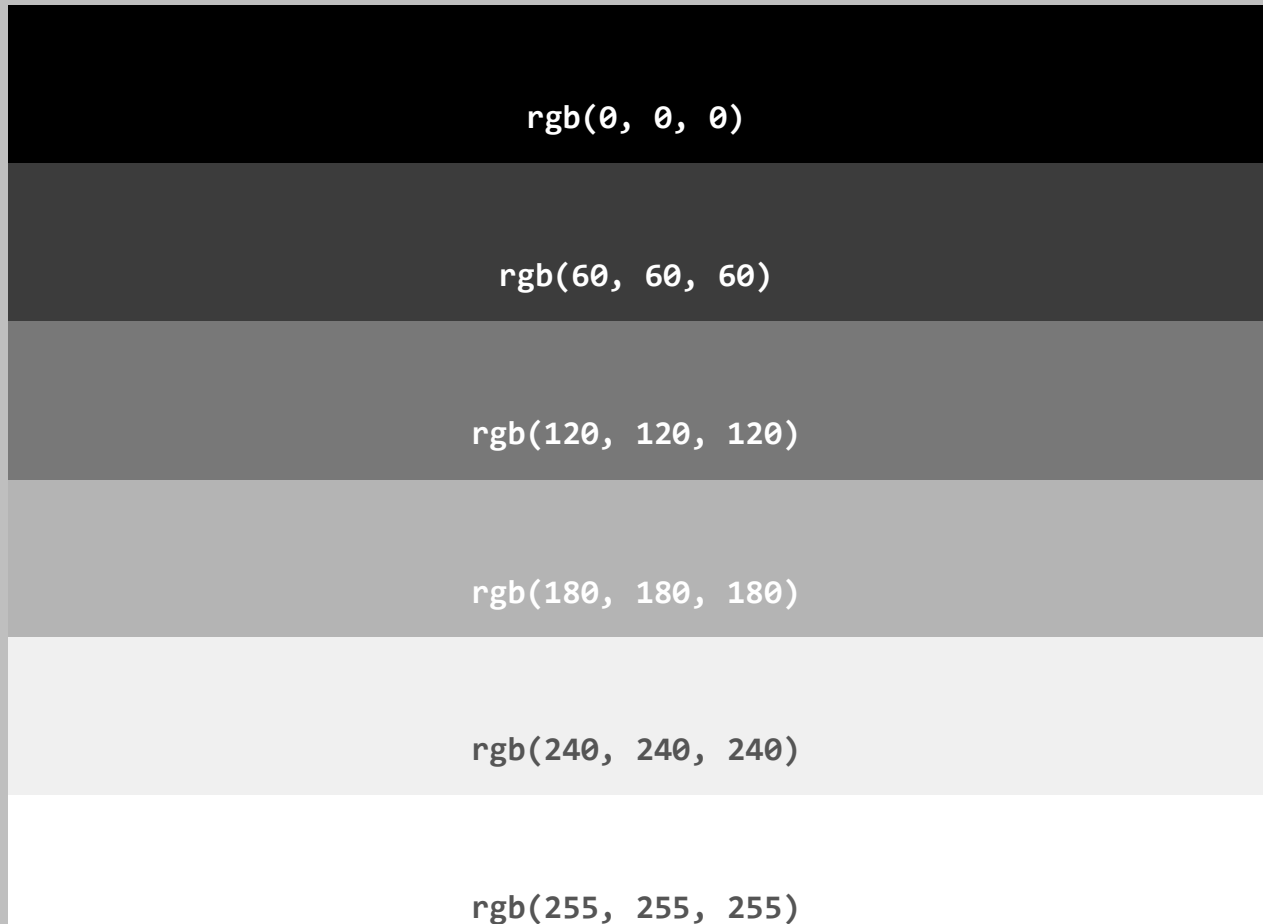 rgb(0, 0, 0)
rgb(60, 60, 60)
rgb(120, 120, 120)
rgb(180, 180, 180)
rgb(240, 240, 240)
rgb(255, 255, 255)